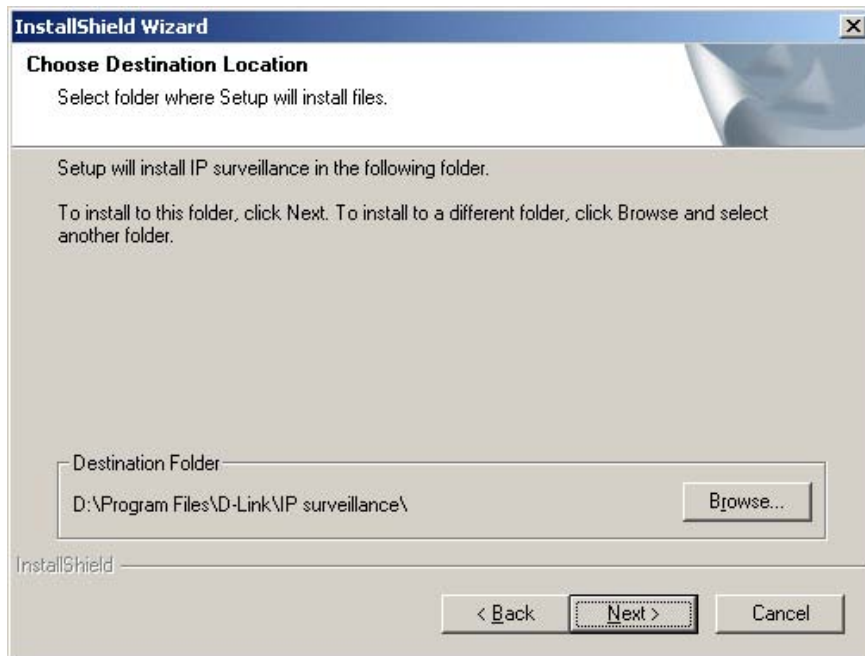 InstallShield Wizard
Choose Destination Location
Select folder where Setup will install files.
Setup will install IP surveillance in the following folder.
To install to this folder, click Next. To install to a different folder, click Browse and select
another folder.
Destination Folder
D:\Program Files\D-Link\IP surveillance\
Browse...
InstallShield
< Back
Next >
Cancel